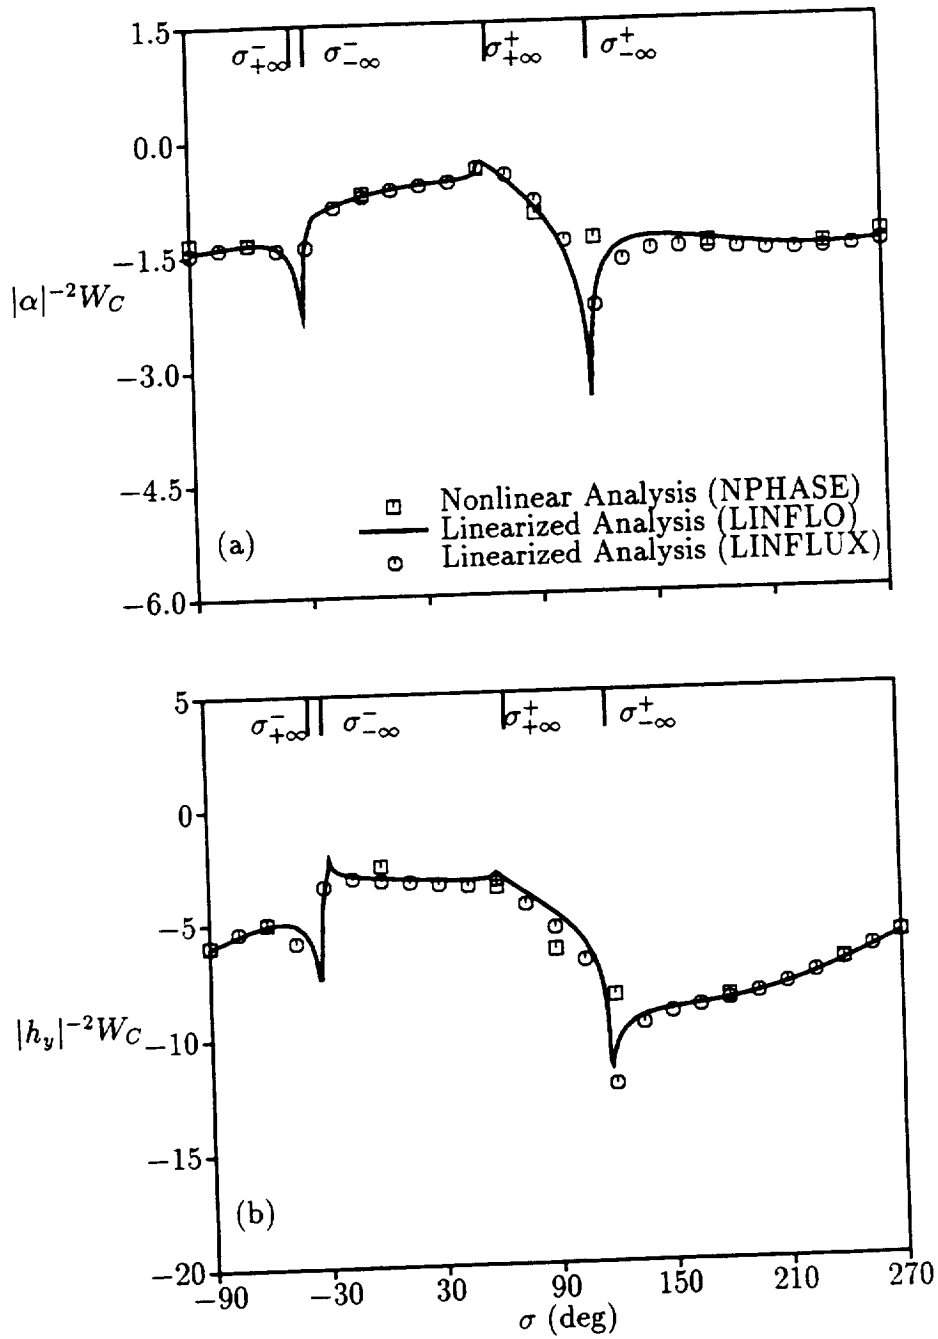 1.5
σ⁻₊∞ σ⁻₋∞ σ⁺₊∞ σ⁺₋∞
0.0
−1.5
|α|⁻²W_C
−3.0
−4.5
Nonlinear Analysis (NPHASE)
Linearized Analysis (LINFLO)
(a)
Linearized Analysis (LINFLUX)
−6.0
5
σ⁻₊∞ σ⁻₋∞ σ⁺₊∞ σ⁺₋∞
0
−5
|h_y|⁻²W_C
−10
−15
(b)
−20
−90 −30 30 90 150 210 270
σ (deg)